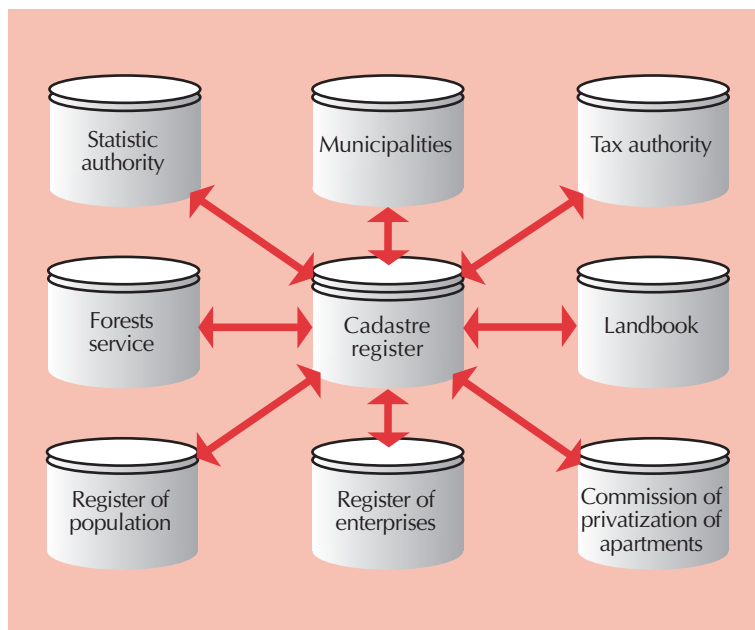 Statistic
authority
Municipalities
Tax authority
Forests
service
Cadastre
register
Landbook
Register of
population
Register of
enterprises
Commission of
privatization of
apartments